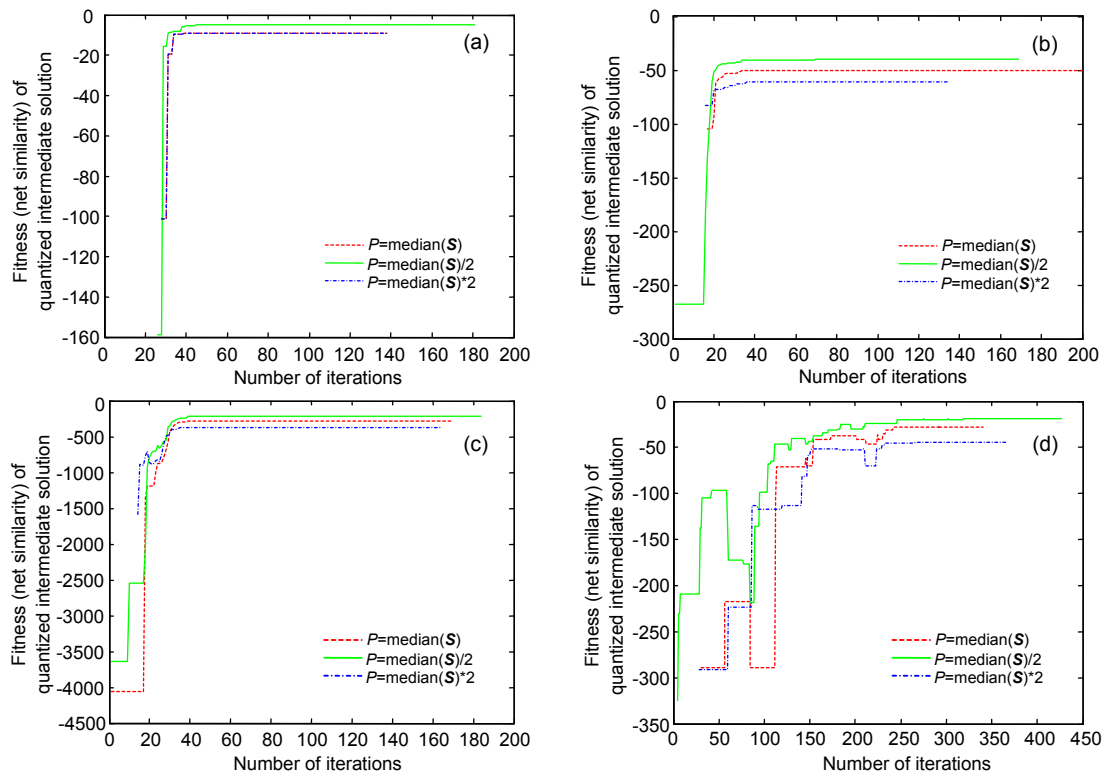 Fitness (net similarity) of
quantized intermediate solution
0
-20
-40
-60
-80
-100
-120
-140
-160
(a)
P=median(S)
P=median(S)/2
P=median(S)*2
0 20 40 60 80 100 120 140 160 180 200
Number of iterations
Fitness (net similarity) of
quantized intermediate solution
0
-50
-100
-150
-200
-250
-300
(b)
P=median(S)
P=median(S)/2
P=median(S)*2
0 20 40 60 80 100 120 140 160 180 200
Number of iterations
Fitness (net similarity) of
quantized intermediate solution
0
-500
-1000
-1500
-2000
-2500
-3000
-3500
-4000
-4500
(c)
P=median(S)
P=median(S)/2
P=median(S)*2
0 20 40 60 80 100 120 140 160 180 200
Number of iterations
Fitness (net similarity) of
quantized intermediate solution
0
-50
-100
-150
-200
-250
-300
-350
(d)
P=median(S)
P=median(S)/2
P=median(S)*2
0 50 100 150 200 250 300 350 400 450
Number of iterations